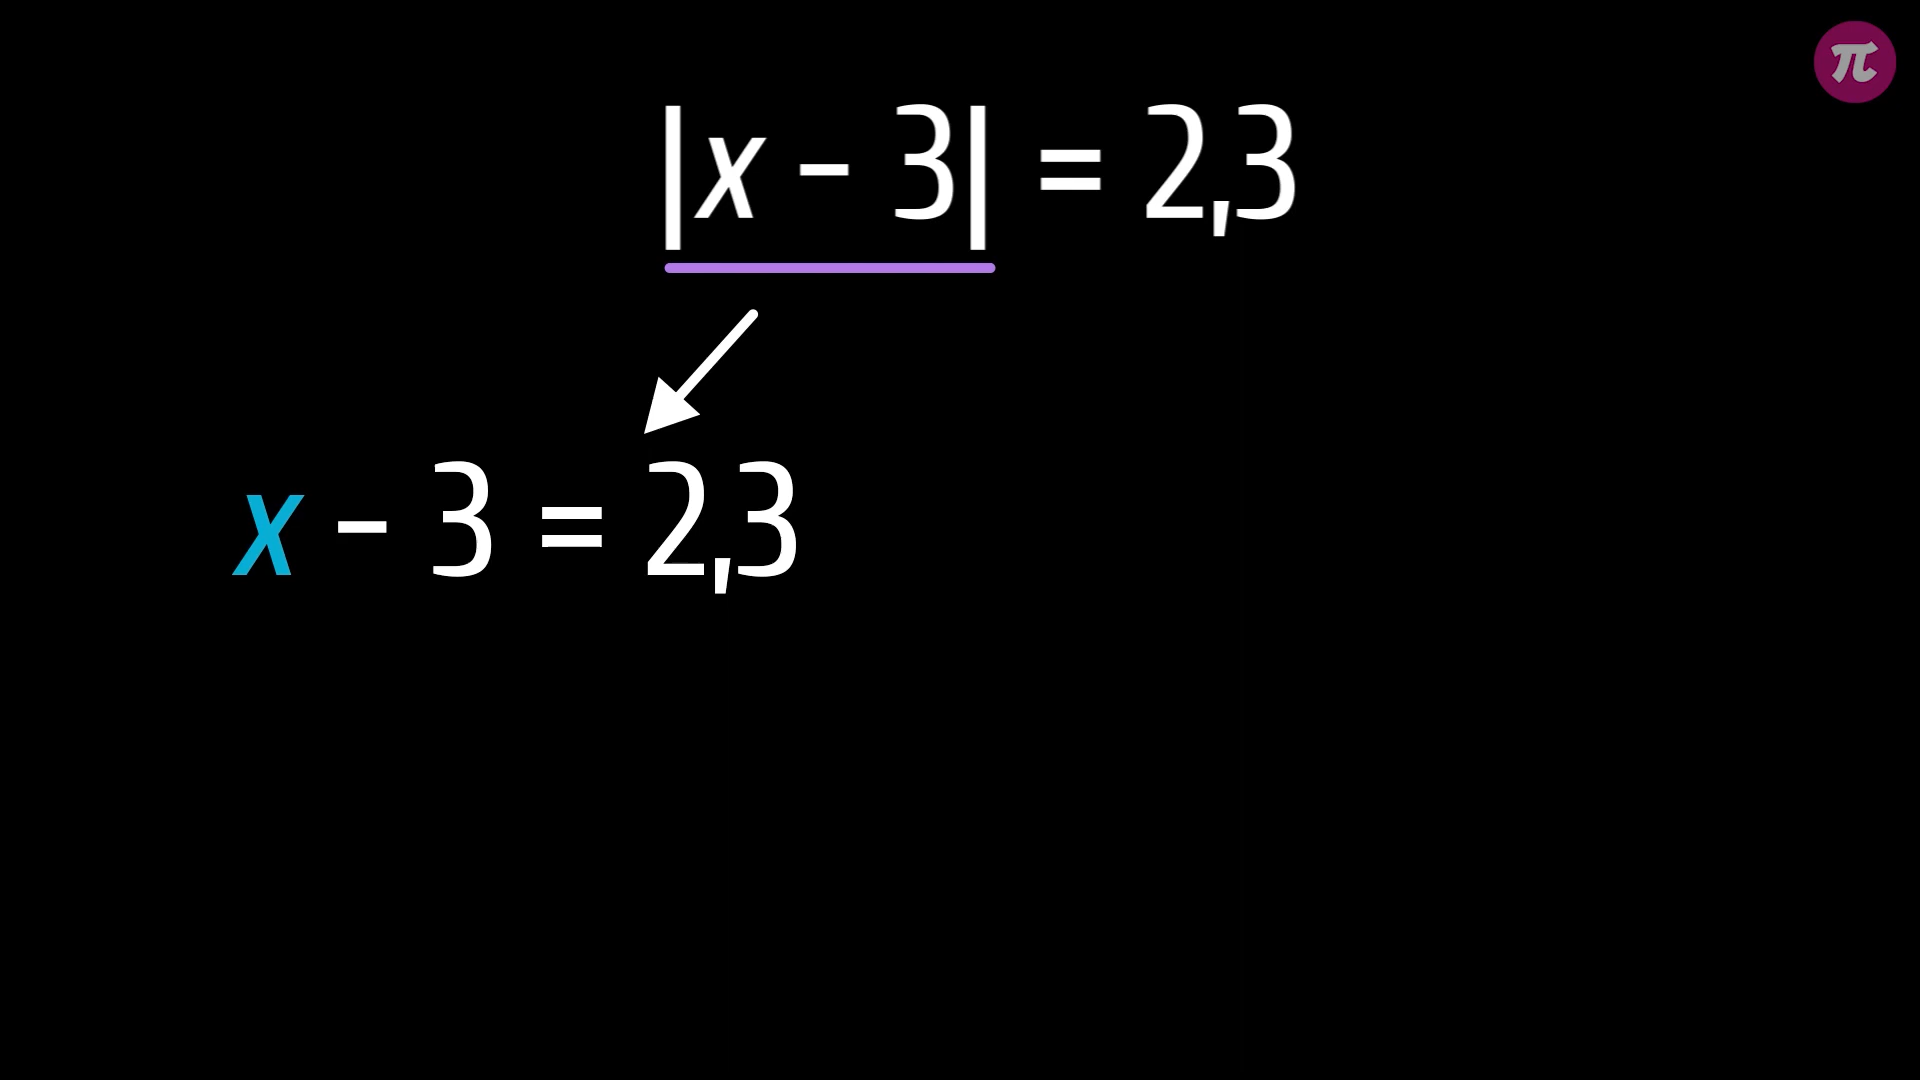 π
|x - 3| = 2,3
x - 3 = 2,3